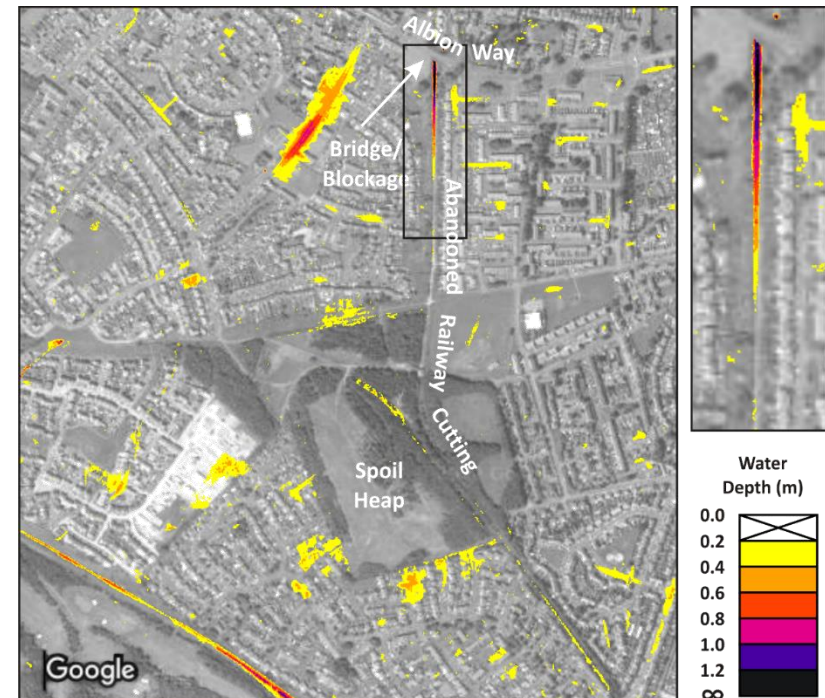 Albion Way
Bridge/
Blockage
Abandoned Railway Cutting
Spoil
Heap
Google
Water
Depth (m)
0.0
0.2
0.4
0.6
0.8
1.0
1.2
∞